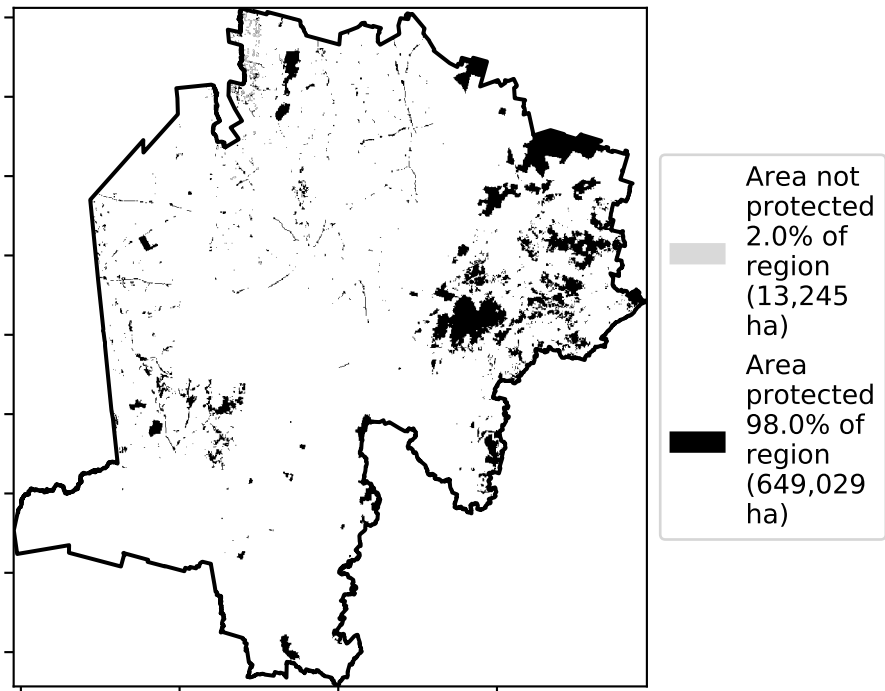 Area not
protected
2.0% of
region
(13,245
ha)
Area
protected
98.0% of
region
(649,029
ha)